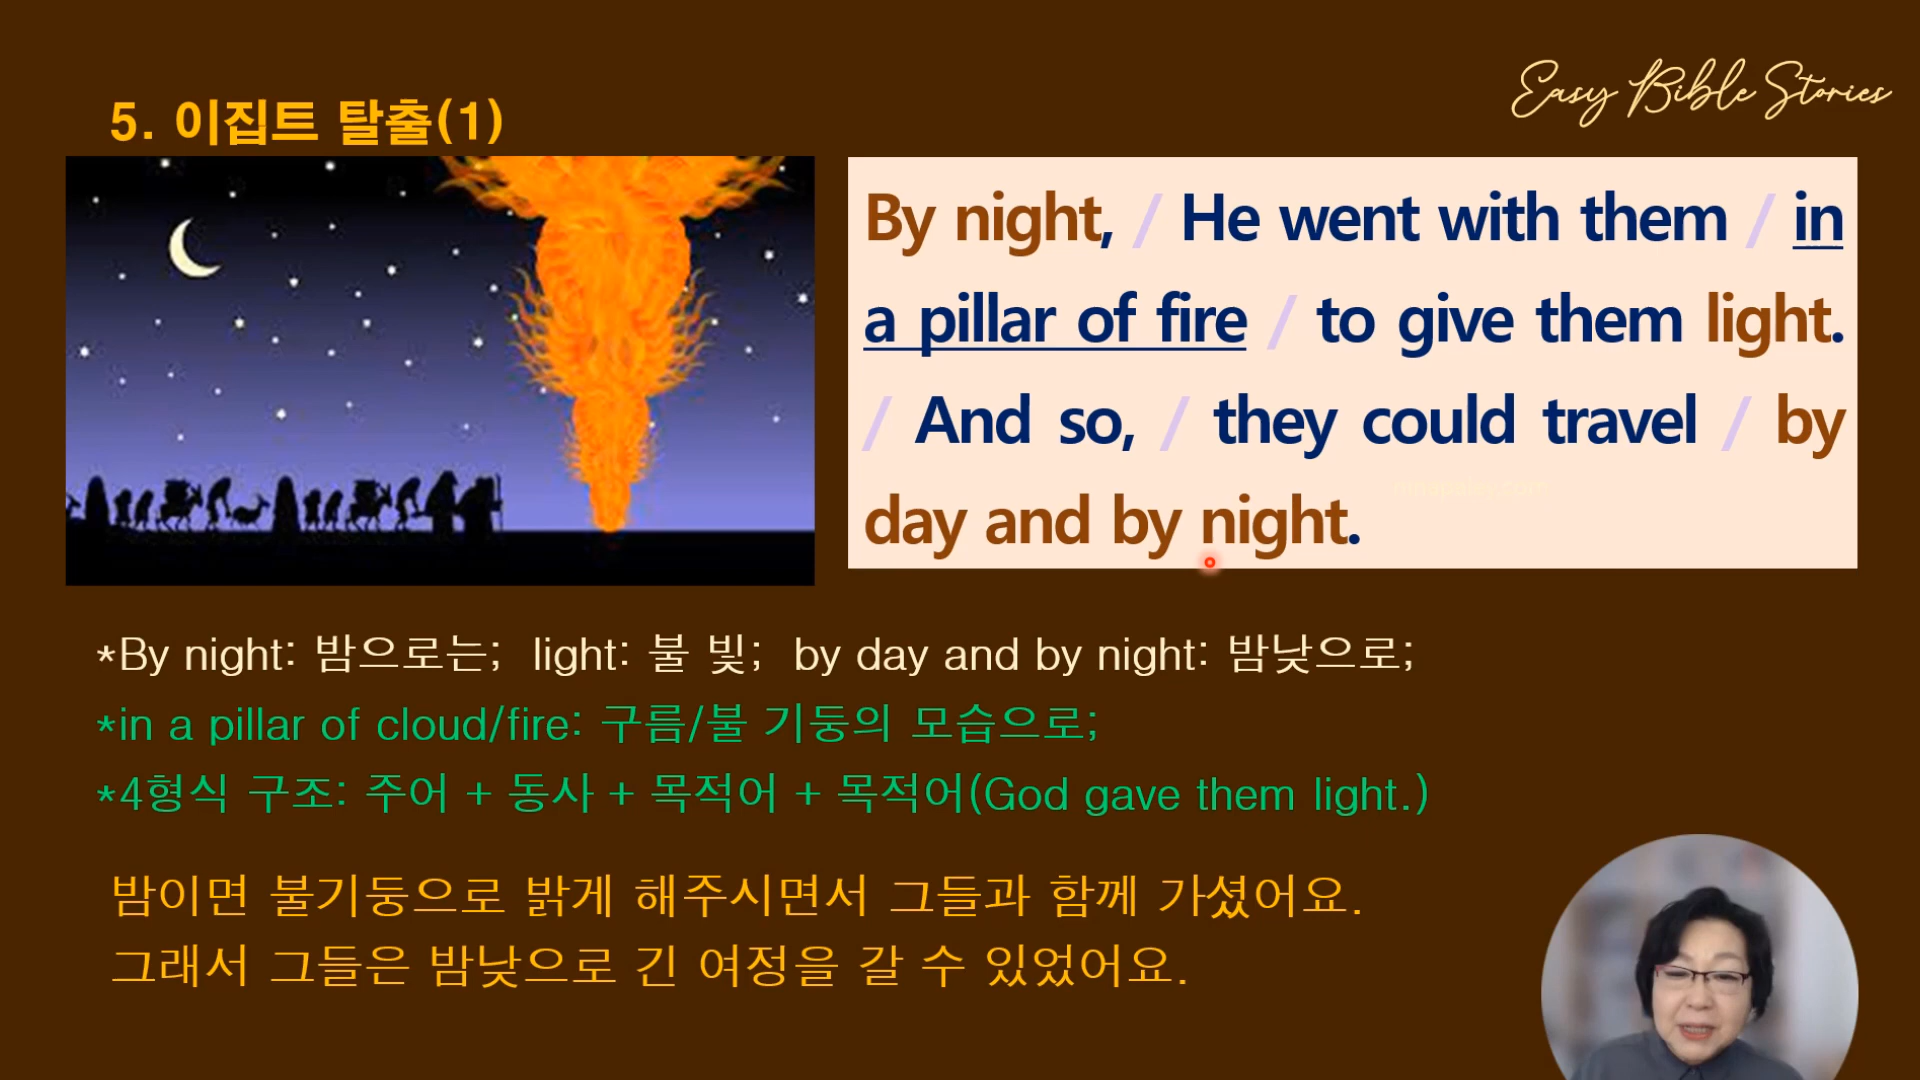 Easy Bible Stories
5. 이집트 탈출(1)
By night, / He went with them / in
a pillar of fire / to give them light.
/ And so, / they could travel / by
day and by night.
*By night: 밤으로는; light: 불 빛; by day and by night: 밤낮으로;
*in a pillar of cloud/fire: 구름/불 기둥의 모습으로;
*4형식 구조: 주어 + 동사 + 목적어 + 목적어(God gave them light.)
밤이면 불기둥으로 밝게 해주시면서 그들과 함께 가셨어요.
그래서 그들은 밤낮으로 긴 여정을 갈 수 있었어요.